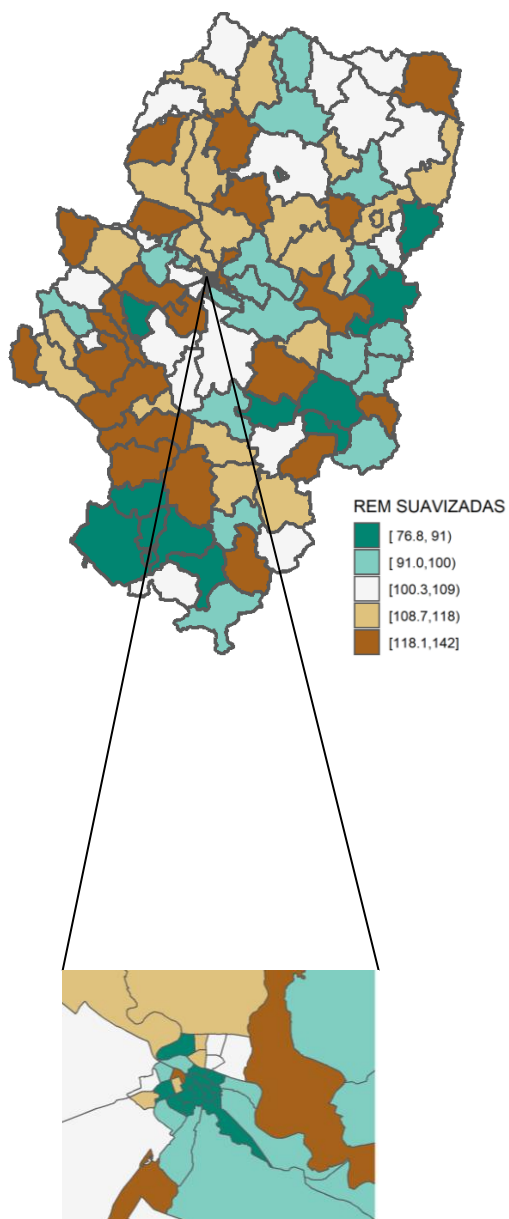 REM SUAVIZADAS
[ 76.8, 91)
[ 91.0,100)
[100.3,109)
[108.7,118)
[118.1,142]